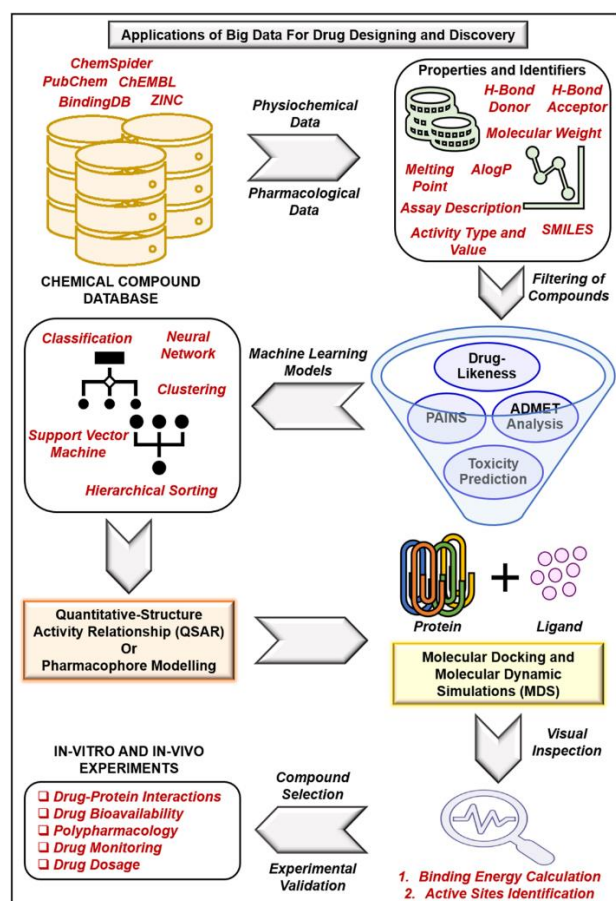 Applications of Big Data For Drug Designing and Discovery
ChemSpider
PubChem ChEMBL
BindingDB ZINC
CHEMICAL COMPOUND
DATABASE
Physiochemical
Data
Pharmacological
Data
Properties and Identifiers
H-Bond
Donor
H-Bond
Acceptor
Molecular Weight
Melting
Point
AlogP
Assay Description
Activity Type and
Value
SMILES
Filtering of
Compounds
Drug-
Likeness
PAINS
ADMET
Analysis
Toxicity
Prediction
Machine Learning
Models
Classification
Neural
Network
Clustering
Support Vector
Machine
Hierarchical Sorting
Quantitative-Structure
Activity Relationship (QSAR)
Or
Pharmacophore Modelling
+
Protein
Ligand
Molecular Docking and
Molecular Dynamic
Simulations (MDS)
Visual
Inspection
1. Binding Energy Calculation
2. Active Sites Identification
Compound
Selection
Experimental
Validation
IN-VITRO AND IN-VIVO
EXPERIMENTS
❑ Drug-Protein Interactions
❑ Drug Bioavailability
❑ Polypharmacology
❑ Drug Monitoring
❑ Drug Dosage